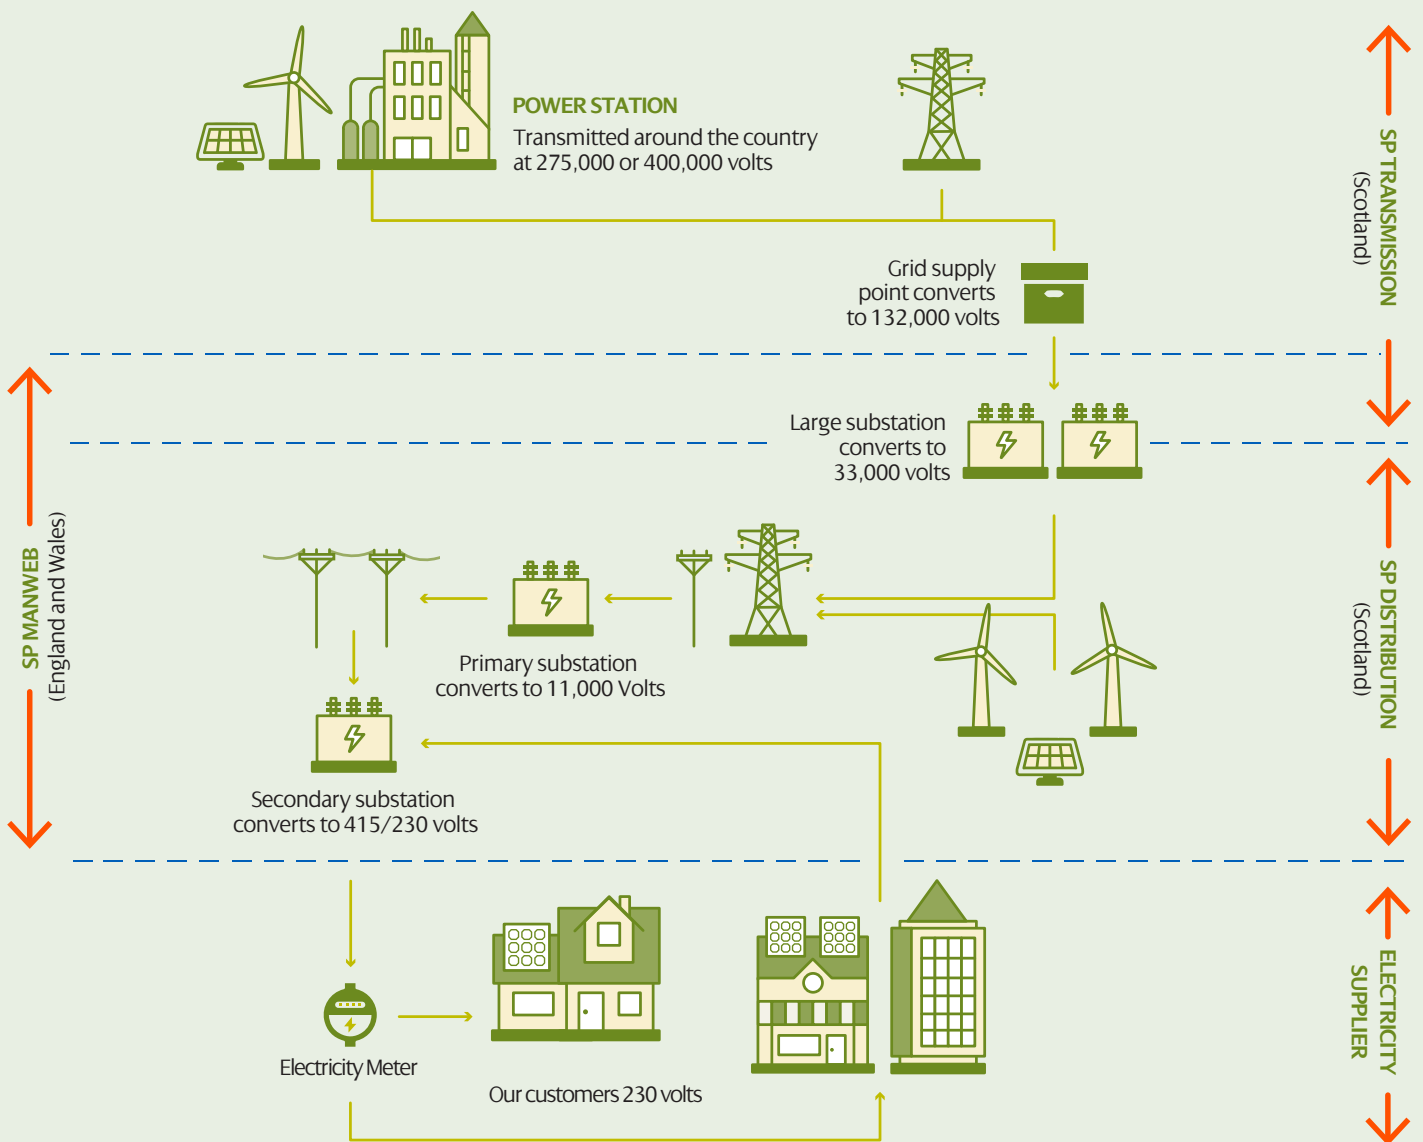 POWER STATION
Transmitted around the country
at 275,000 or 400,000 volts
SP TRANSMISSION
(Scotland)
Grid supply
point converts
to 132,000 volts
Large substation
converts to
33,000 volts
SP MANWEB
(England and Wales)
SP DISTRIBUTION
(Scotland)
Primary substation
converts to 11,000 Volts
Secondary substation
converts to 415/230 volts
Electricity Meter
Our customers 230 volts
ELECTRICITY
SUPPLIER